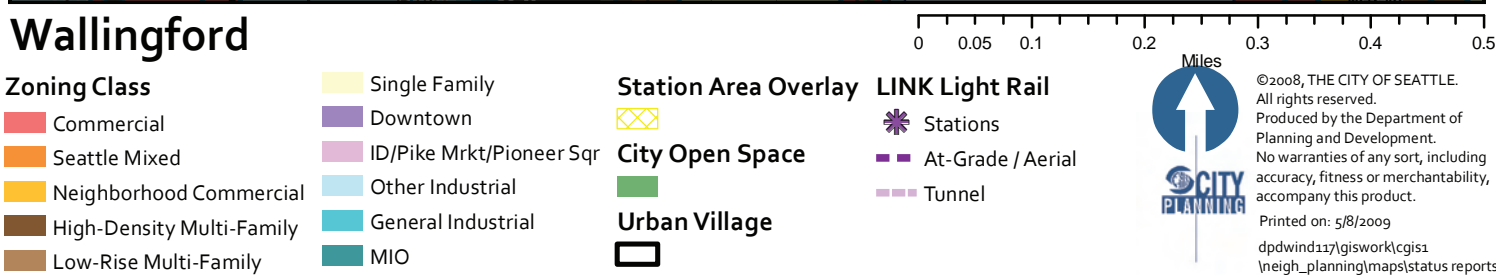 Wallingford
0 0.05 0.1 0.2 0.3 0.4 0.5
Miles
Zoning Class
Commercial
Seattle Mixed
Neighborhood Commercial
High-Density Multi-Family
Low-Rise Multi-Family
Single Family
Downtown
ID/Pike Mrkt/Pioneer Sqr
Other Industrial
General Industrial
MIO
Station Area Overlay
City Open Space
Urban Village
LINK Light Rail
Stations
At-Grade / Aerial
Tunnel
CITY
PLANNING
©2008, THE CITY OF SEATTLE.
All rights reserved.
Produced by the Department of
Planning and Development.
No warranties of any sort, including
accuracy, fitness or merchantability,
accompany this product.
Printed on: 5/8/2009
dpdwind117\giswork\cgis1
\neigh_planning\maps\status reports